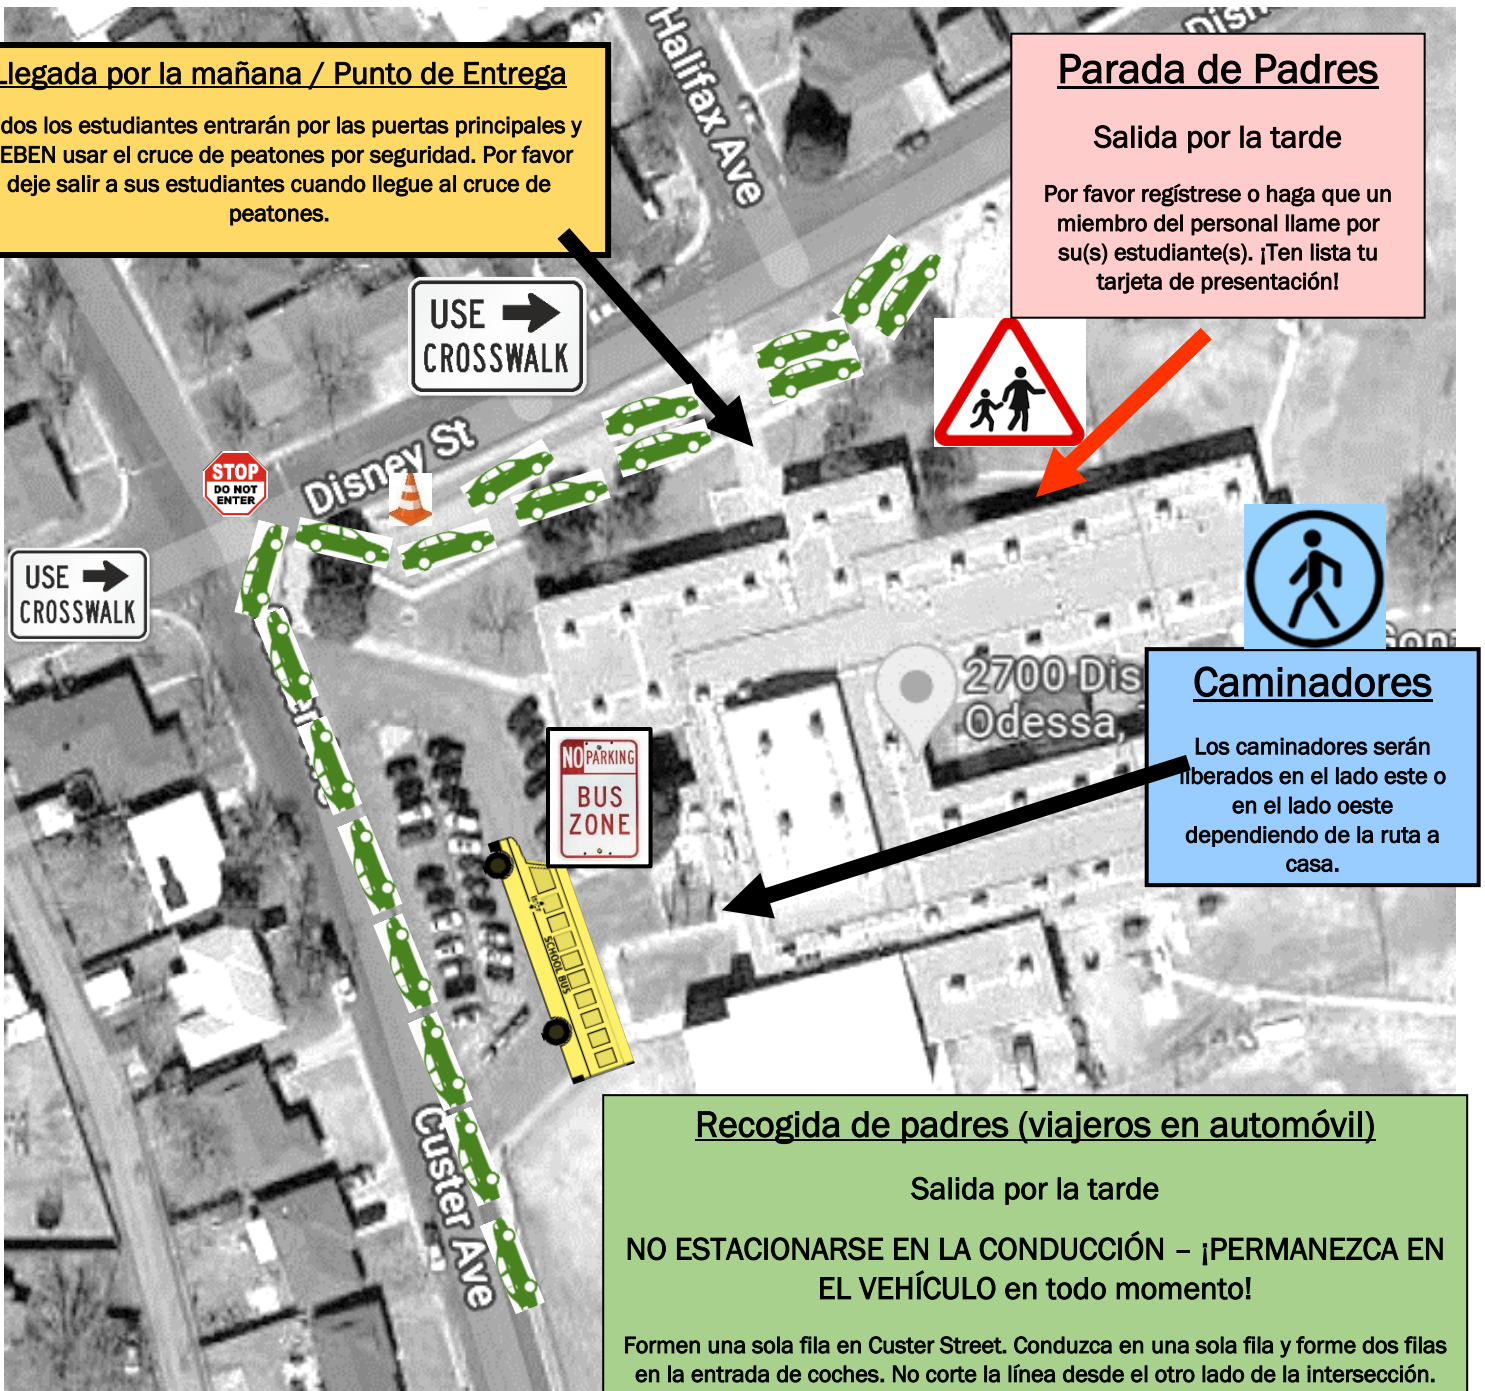 Llegada por la mañana / Punto de Entrega
dos los estudiantes entrarán por las puertas principales y
EBEN usar el cruce de peatones por seguridad. Por favor
deje salir a sus estudiantes cuando llegue al cruce de
peatones.
Halifax Ave
Parada de Padres
Salida por la tarde
Por favor regístrese o haga que un
miembro del personal llame por
su(s) estudiante(s). ¡Ten lista tu
tarjeta de presentación!
USE
CROSSWALK
Disney St
STOP
DO NOT
ENTER
USE
CROSSWALK
2700 Dis
Odessa,
Caminadores
Los caminadores serán
liberados en el lado este o
en el lado oeste
dependiendo de la ruta a
casa.
NO PARKING
BUS
ZONE
SCHOOL BUS
Custer Ave
Recogida de padres (viajeros en automóvil)
Salida por la tarde
NO ESTACIONARSE EN LA CONDUCCIÓN – ¡PERMANEZCA EN
EL VEHÍCULO en todo momento!
Formen una sola fila en Custer Street. Conduzca en una sola fila y forme dos filas
en la entrada de coches. No corte la línea desde el otro lado de la intersección.